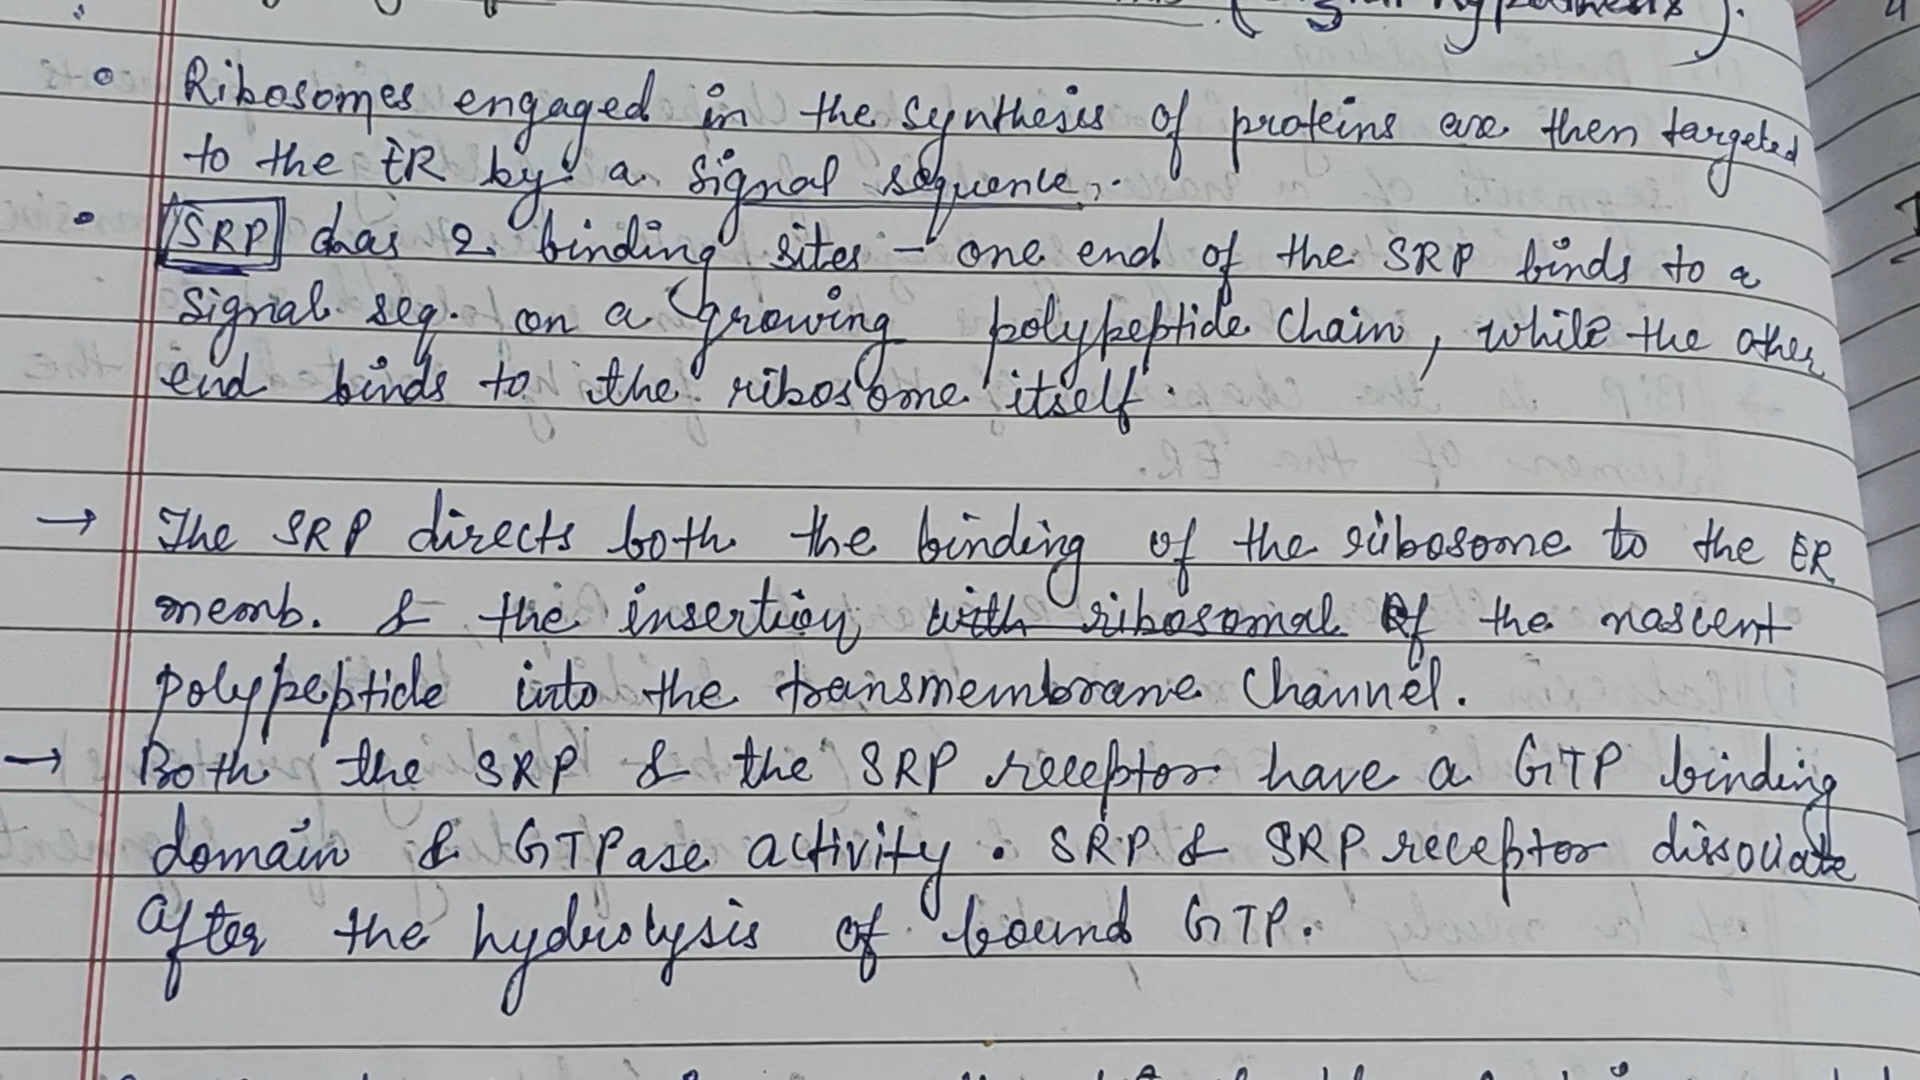 (Signal hypothesis).
• Ribosomes engaged in the synthesis of proteins are then targeted
to the ER by a signal sequence.
• SRP has 2 binding sites – one end of the SRP binds to a
signal seq. on a growing polypeptide chain, while the other
end binds to the ribosome itself.
→ The SRP directs both the binding of the ribosome to the ER
memb. & the insertion with ribosomal of the nascent
polypeptide into the transmembrane channel.
→ Both the SRP & the SRP receptor have a GTP binding
domain & GTPase activity. SRP & SRP receptor dissociate
after the hydrolysis of bound GTP.